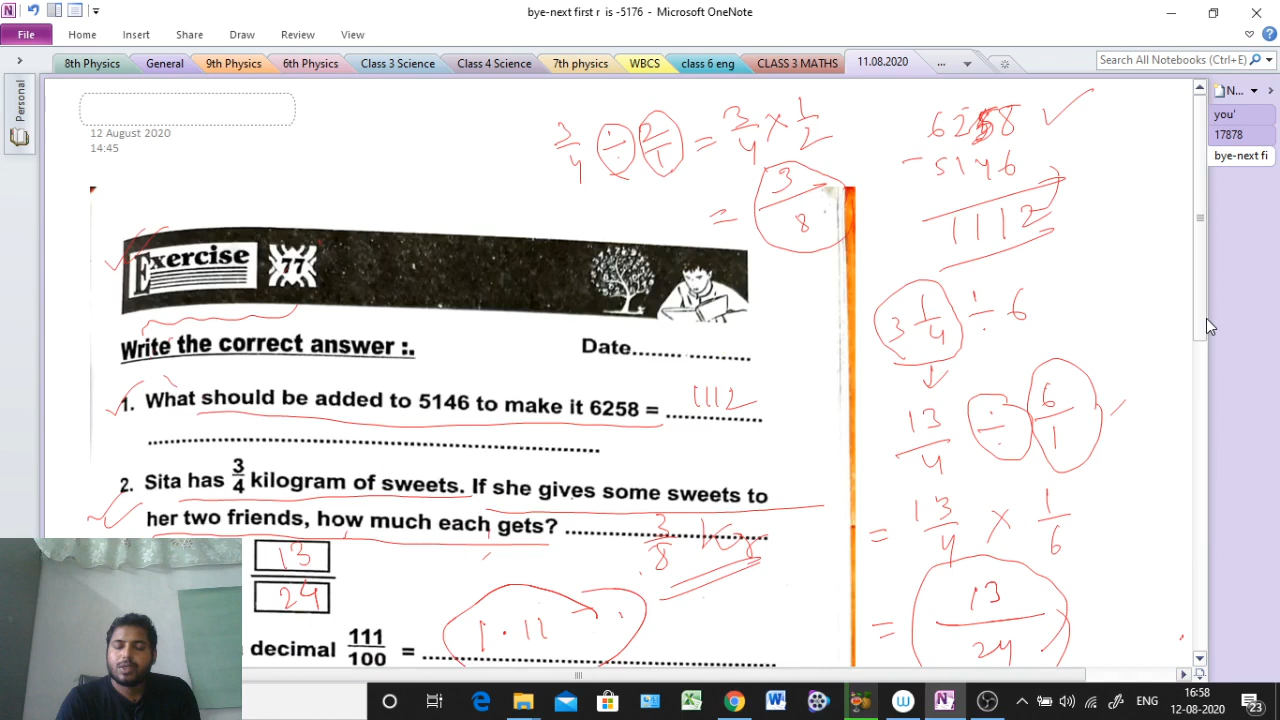 bye-next first r is -5176 - Microsoft OneNote
File Home Insert Share Draw Review View
8th Physics General 9th Physics 6th Physics Class 3 Science Class 4 Science 7th physics WBCS class 6 eng CLASS 3 MATHS 11.08.2020 ... Search All Notebooks (Ctrl+E)
Personal
N...
you'
17878
bye-next fi
12 August 2020
14:45
3/4 ÷ 2/1 = 3/4 × 1/2
= 3/8
6258
- 5146
1112
Exercise 77
Write the correct answer :.
Date.......  ...........
1. What should be added to 5146 to make it 6258 = 1112
2. Sita has 3/4 kilogram of sweets. If she gives some sweets to
her two friends, how much each gets? 3/8 kg
13
24
decimal 111/100 = 1.11
3 1/4 ÷ 6
13/4 ÷ 6/1
= 13/4 × 1/6
= 13/24
ENG 16:58
12-08-2020 23